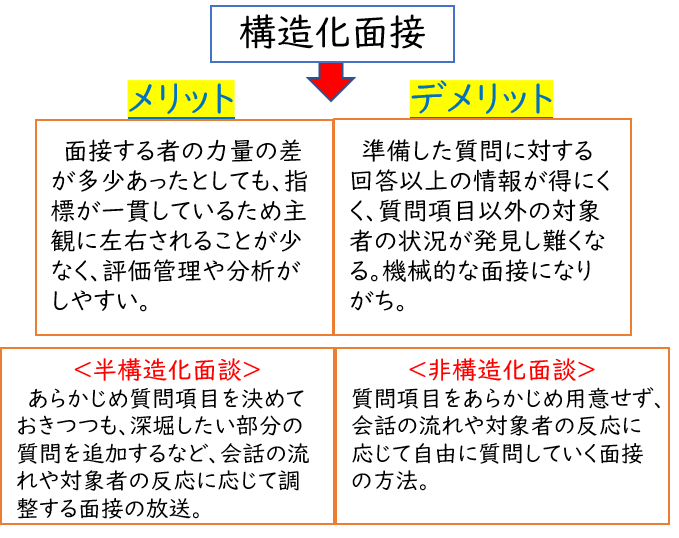 構造化面接
メリット
デメリット
面接する者の力量の差
が多少あったとしても、指
標が一貫しているため主
観に左右されることが少
なく、評価管理や分析が
しやすい。
準備した質問に対する
回答以上の情報が得にく
く、質問項目以外の対象
者の状況が発見し難くな
る。機械的な面接になり
がち。
<半構造化面談>
あらかじめ質問項目を決めて
おきつつも、深堀したい部分の
質問を追加するなど、会話の流
れや対象者の反応に応じて調
整する面接の放送。
<非構造化面談>
質問項目をあらかじめ用意せず、
会話の流れや対象者の反応に
応じて自由に質問していく面接
の方法。